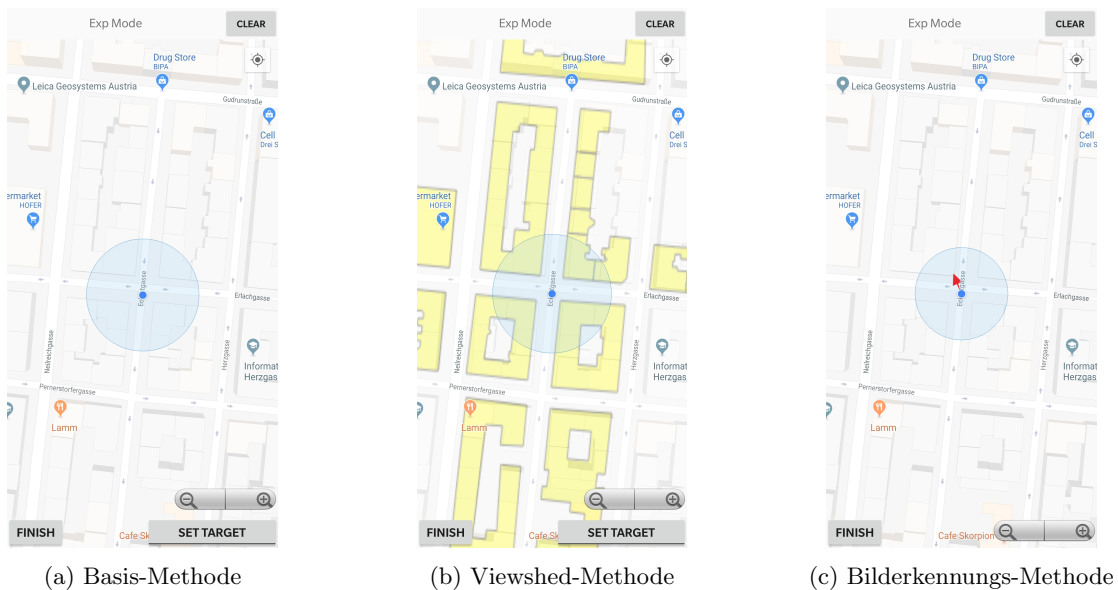 Exp Mode
CLEAR
Drug Store
BIPA
Leica Geosystems Austria
Gudrunstraße
Cell
Drei S
ermarket
HOFER
Erlachgasse
Neilreichgasse
Herzgasse
Informat
Herzgas
Pernerstorfergasse
Lamm
FINISH
Cafe Sk
SET TARGET
(a) Basis-Methode
Exp Mode
CLEAR
Drug Store
BIPA
Leica Geosystems Austria
Gudrunstraße
Cell
Drei S
ermarket
HOFER
Erlachgasse
Neilreichgasse
Herzgasse
Informat
Herzgas
Pernerstorfergasse
Lamm
FINISH
Cafe Sk
SET TARGET
(b) Viewshed-Methode
Exp Mode
CLEAR
Drug Store
BIPA
Leica Geosystems Austria
Gudrunstraße
Cell
Drei S
ermarket
HOFER
Erlachgasse
Neilreichgasse
Herzgasse
Informat
Herzgas
Pernerstorfergasse
Lamm
FINISH
Cafe Skorpion
(c) Bilderkennungs-Methode